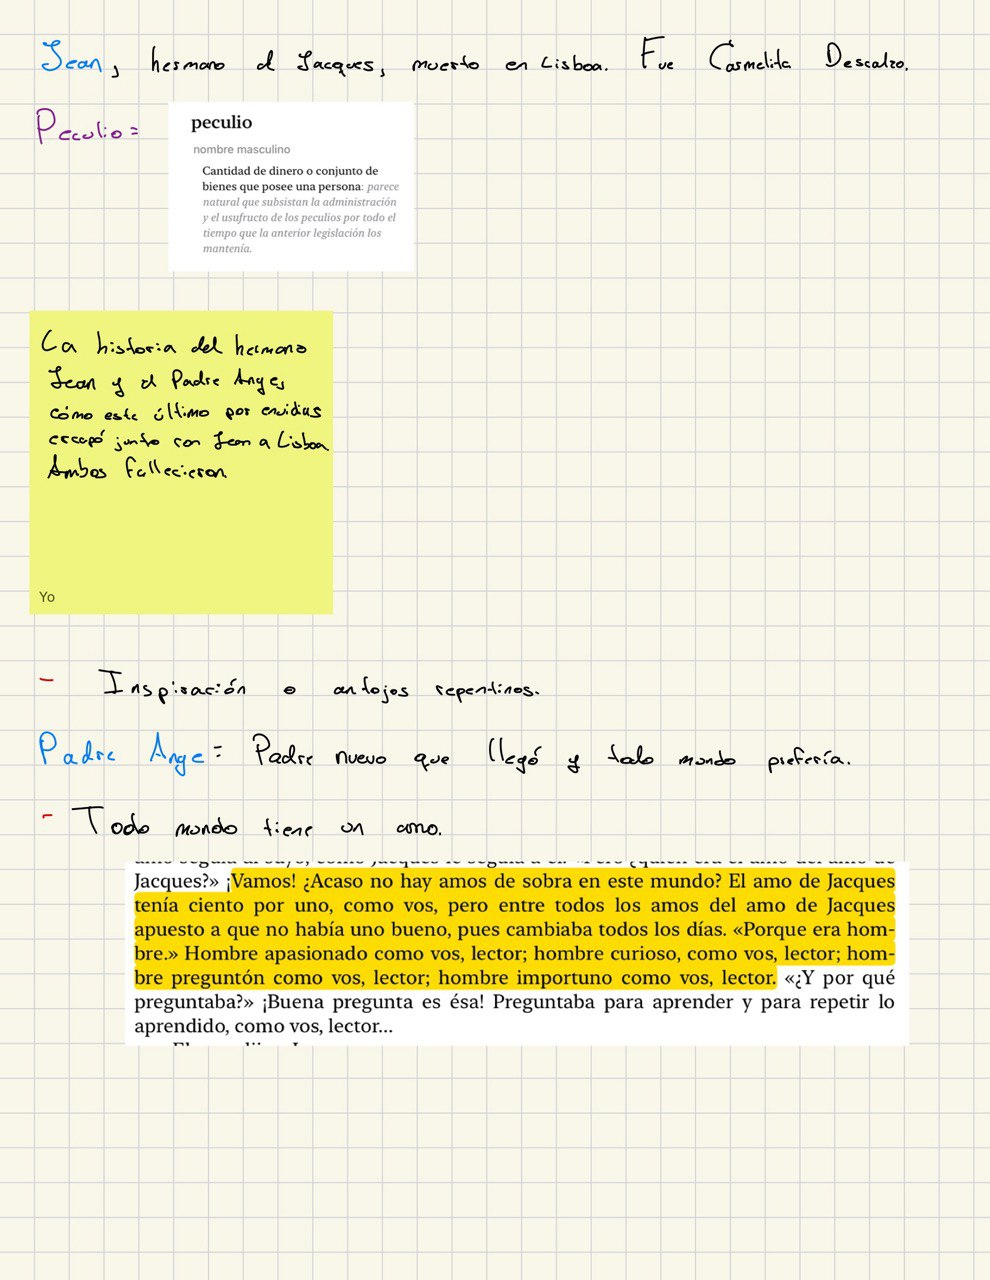 Jean, hermano d Jacques, muerto en Lisboa. Fue Carmelita Descalzo.
Peculio=
peculio
nombre masculino
Cantidad de dinero o conjunto de
bienes que posee una persona: parece
natural que subsistan la administración
y el usufructo de los peculios por todo el
tiempo que la anterior legislación los
mantenía.
La historia del hermano
Jean y el Padre Ange,
cómo este último por envidias
escapó junto con Jean a Lisboa
Ambos fallecieron
Yo
- Inspiración o antojos repentinos.
Padre Ange= Padre nuevo que llegó y todo mundo prefería.
- Todo mundo tiene un amo.
Jacques?» ¡Vamos! ¿Acaso no hay amos de sobra en este mundo? El amo de Jacques
tenía ciento por uno, como vos, pero entre todos los amos del amo de Jacques
apuesto a que no había uno bueno, pues cambiaba todos los días. «Porque era hom-
bre.» Hombre apasionado como vos, lector; hombre curioso, como vos, lector; hom-
bre preguntón como vos, lector; hombre importuno como vos, lector. «¿Y por qué
preguntaba?» ¡Buena pregunta es ésa! Preguntaba para aprender y para repetir lo
aprendido, como vos, lector...